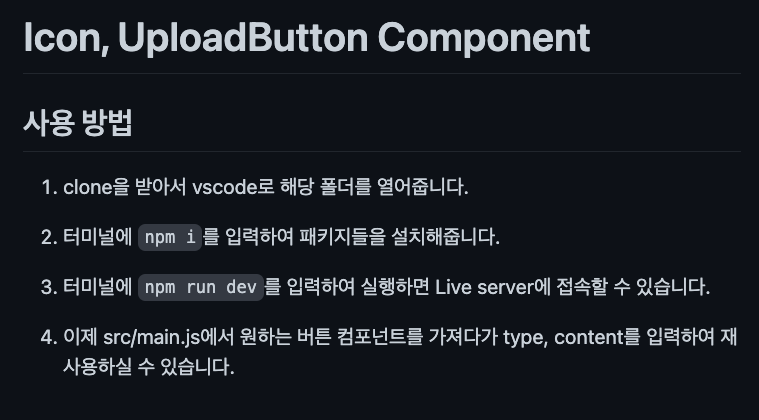 Icon, UploadButton Component
사용 방법
1. clone을 받아서 vscode로 해당 폴더를 열어줍니다.
2. 터미널에 npm i를 입력하여 패키지들을 설치해줍니다.
3. 터미널에 npm run dev를 입력하여 실행하면 Live server에 접속할 수 있습니다.
4. 이제 src/main.js에서 원하는 버튼 컴포넌트를 가져다가 type, content를 입력하여 재
사용하실 수 있습니다.